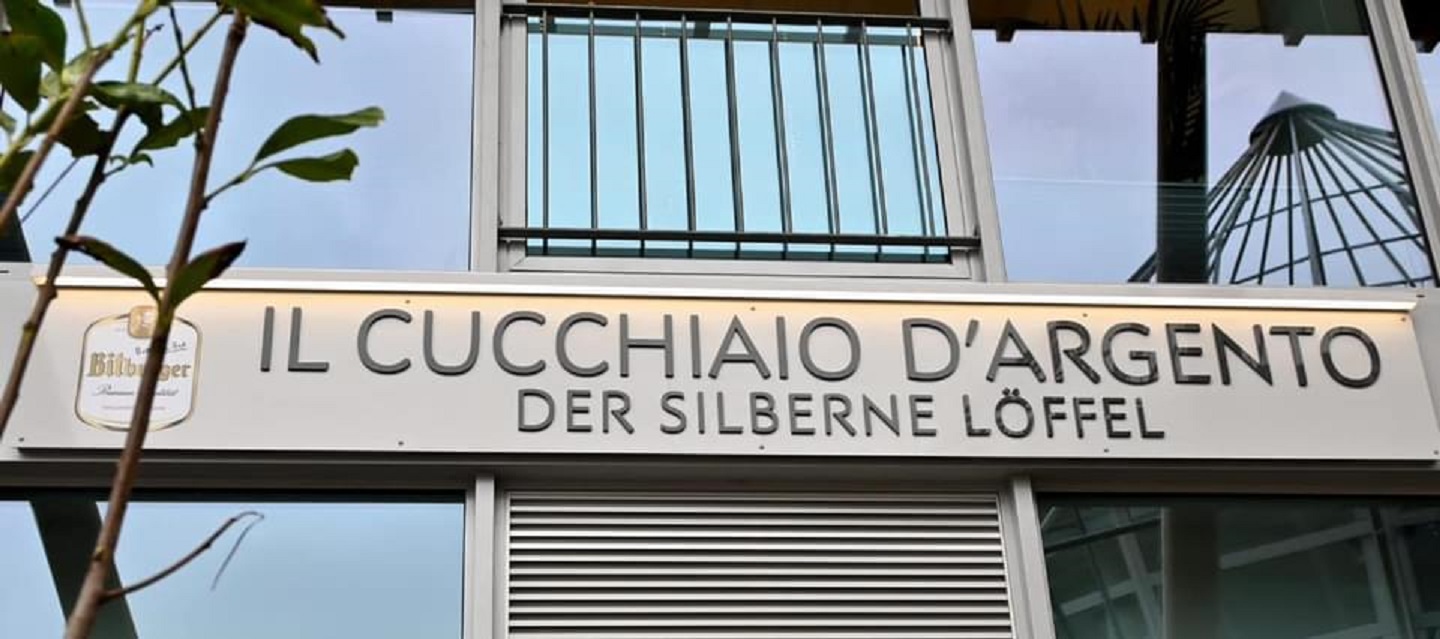 IL CUCCHIAIO D'ARGENTO
DER SILBERNE LÖFFEL
Bitburger